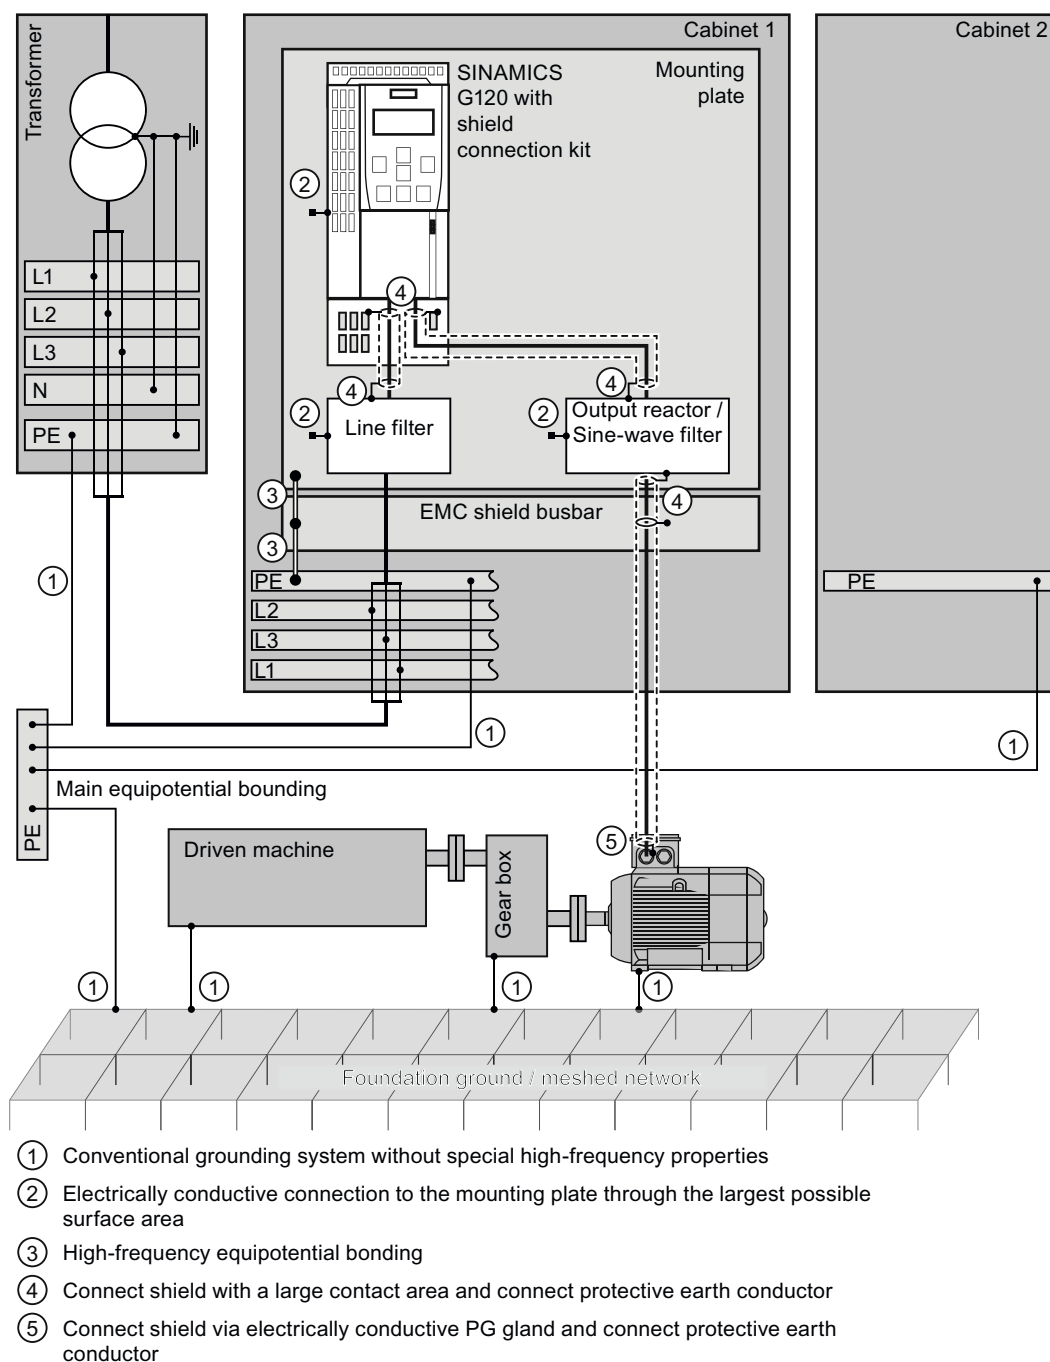 Transformer
L1
L2
L3
N
PE
1
Cabinet 1
SINAMICS
G120 with
shield
connection kit
Mounting
plate
2
4
4
4
2
Line filter
2
Output reactor /
Sine-wave filter
3
EMC shield busbar
4
3
PE
L2
L3
L1
1
Cabinet 2
PE
1
PE
Main equipotential bounding
Driven machine
Gear box
5
1
1
1
1
Foundation ground / meshed network
1 Conventional grounding system without special high-frequency properties
2 Electrically conductive connection to the mounting plate through the largest possible
surface area
3 High-frequency equipotential bonding
4 Connect shield with a large contact area and connect protective earth conductor
5 Connect shield via electrically conductive PG gland and connect protective earth
conductor